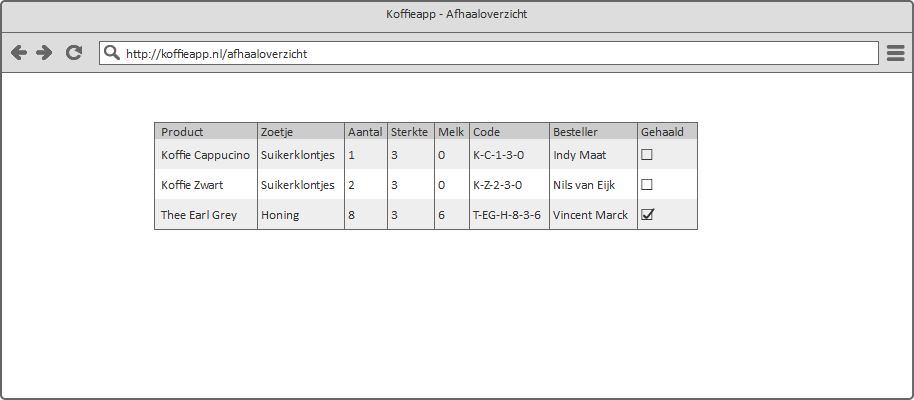 Koffieapp - Afhaaloverzicht
http://koffieapp.nl/afhaaloverzicht
Product Zoetje Aantal Sterkte Melk Code Besteller Gehaald
Koffie Cappucino Suikerklontjes 1 3 0 K-C-1-3-0 Indy Maat
Koffie Zwart Suikerklontjes 2 3 0 K-Z-2-3-0 Nils van Eijk
Thee Earl Grey Honing 8 3 6 T-EG-H-8-3-6 Vincent Marck